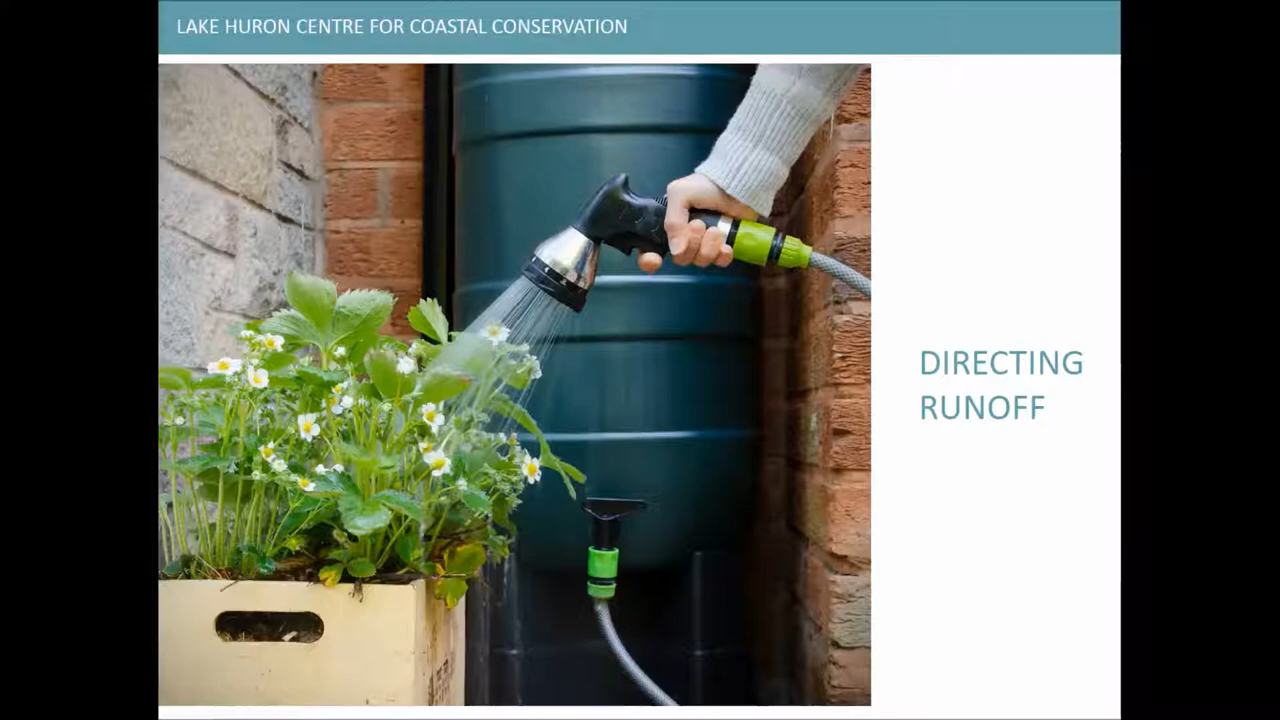 LAKE HURON CENTRE FOR COASTAL CONSERVATION
DIRECTING
RUNOFF